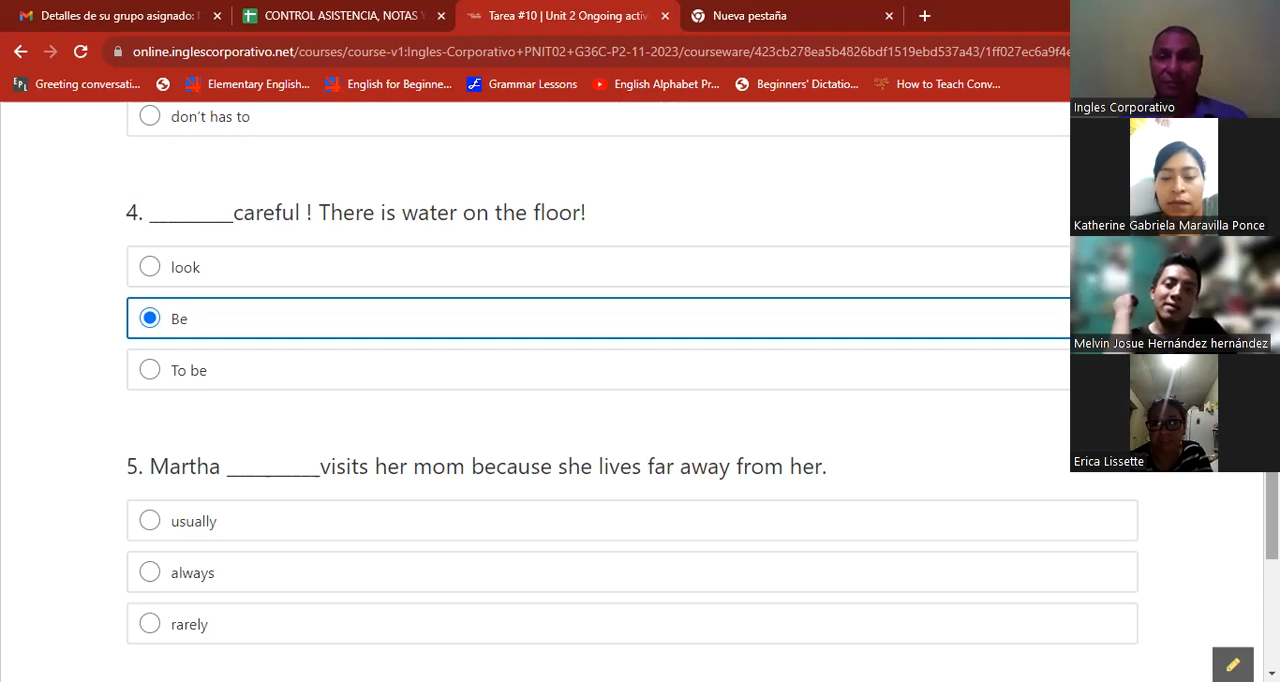 Detalles de su grupo asignado:
CONTROL ASISTENCIA, NOTAS Y
Tarea #10 | Unit 2 Ongoing activ
Nueva pestaña
online.inglescorporativo.net/courses/course-v1:Ingles-Corporativo+PNIT02+G36C-P2-11-2023/courseware/423cb278ea5b4826bdf1519ebd537a43/1ff027ec6a9f4e
EPL Greeting conversati...
Elementary English...
English for Beginne...
Grammar Lessons
English Alphabet Pr...
Beginners' Dictatio...
How to Teach Conv...
don't has to
4. ________careful ! There is water on the floor!
look
Be
To be
5. Martha _________visits her mom because she lives far away from her.
usually
always
rarely
Ingles Corporativo
Katherine Gabriela Maravilla Ponce
Melvin Josue Hernández hernández
Erica Lissette